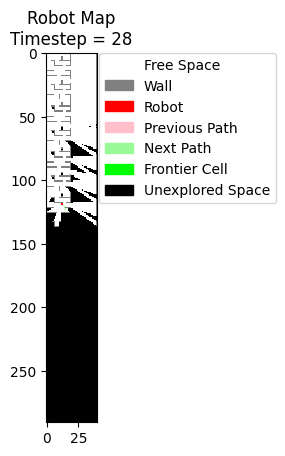 Robot Map
Timestep = 28
Free Space
Wall
Robot
Previous Path
Next Path
Frontier Cell
Unexplored Space
0
50
100
150
200
250
0 25